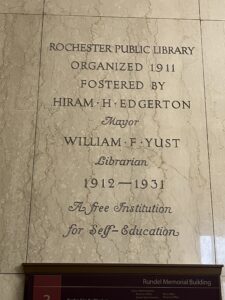 ROCHESTER PUBLIC LIBRARY
ORGANIZED 1911
FOSTERED BY
HIRAM·H·EDGERTON
Mayor
WILLIAM·F·YUST
Librarian
1912—1931
A free Institution
for Self-Education
Rundel Memorial Building
2